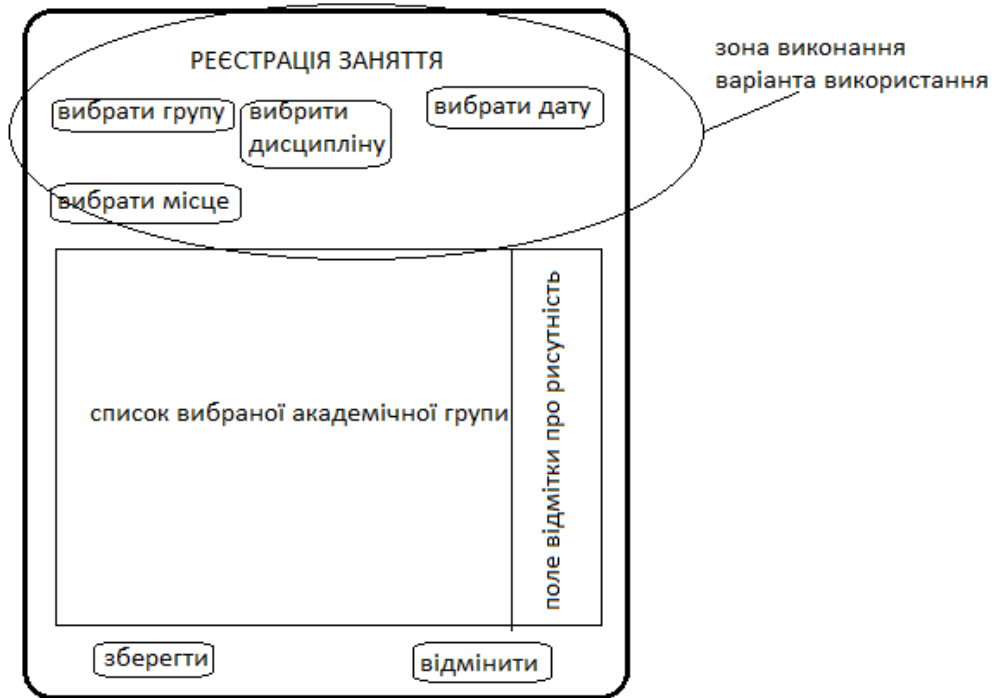 РЕЄСТРАЦІЯ ЗАНЯТТЯ
зона виконання
варіанта використання
вибрати групу
вибрити
дисципліну
вибрати дату
вибрати місце
список вибраної академічної групи
поле відмітки про рисутність
зберегти
відмінити